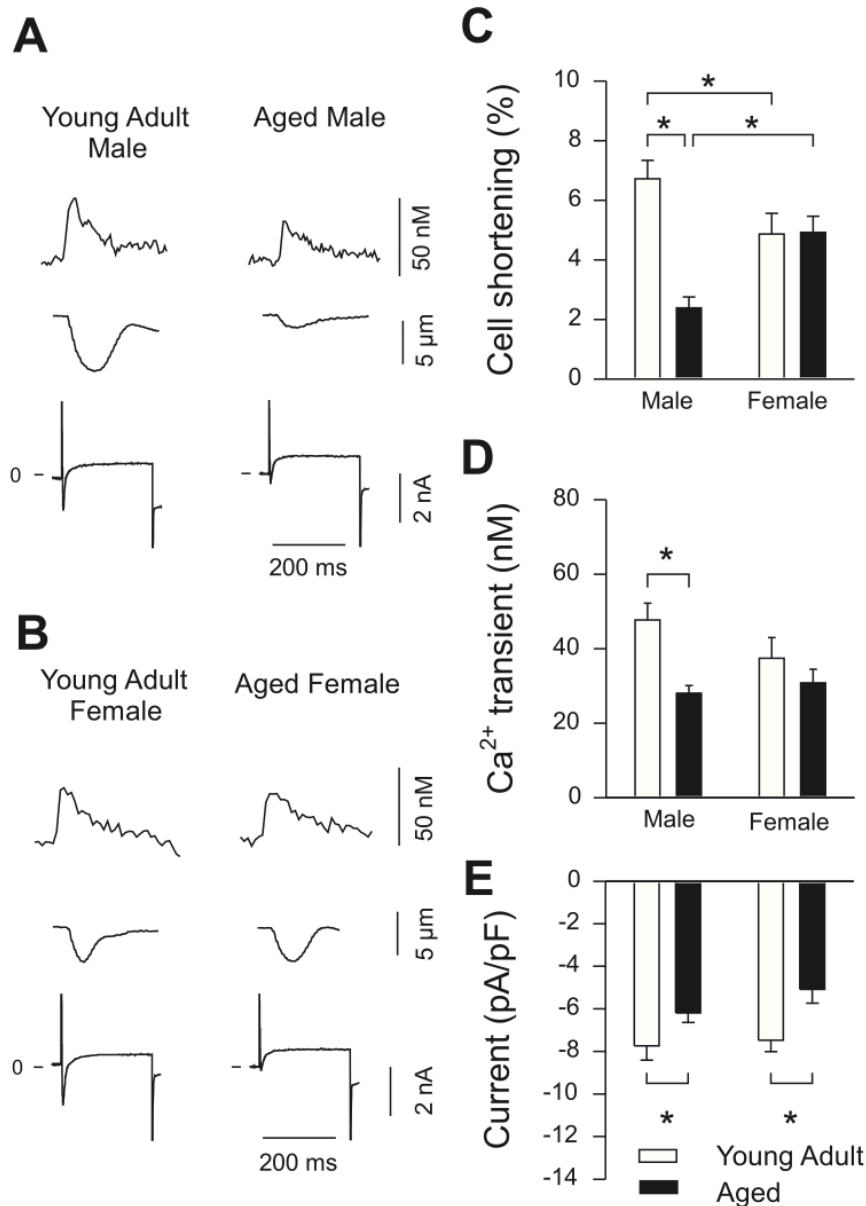 A
Young Adult
Male
Aged Male
50 nM
5 µm
0
2 nA
200 ms
B
Young Adult
Female
Aged Female
50 nM
5 µm
0
2 nA
200 ms
C
Cell shortening (%)
10
8
6
4
2
0
*
*
*
Male
Female
D
Ca²⁺ transient (nM)
80
60
40
20
0
*
Male
Female
E
Current (pA/pF)
0
-2
-4
-6
-8
-10
-12
-14
*
*
Young Adult
Aged